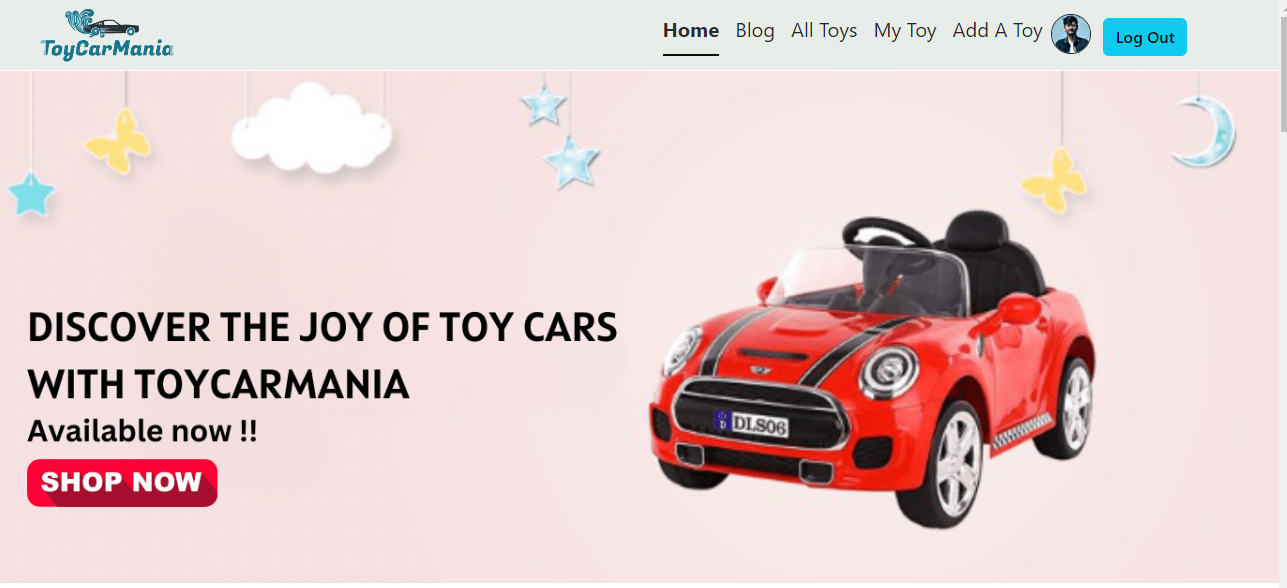 ToyCarMania
Home Blog All Toys My Toy Add A Toy Log Out
DISCOVER THE JOY OF TOY CARS
WITH TOYCARMANIA
Available now !!
SHOP NOW
D DLS06